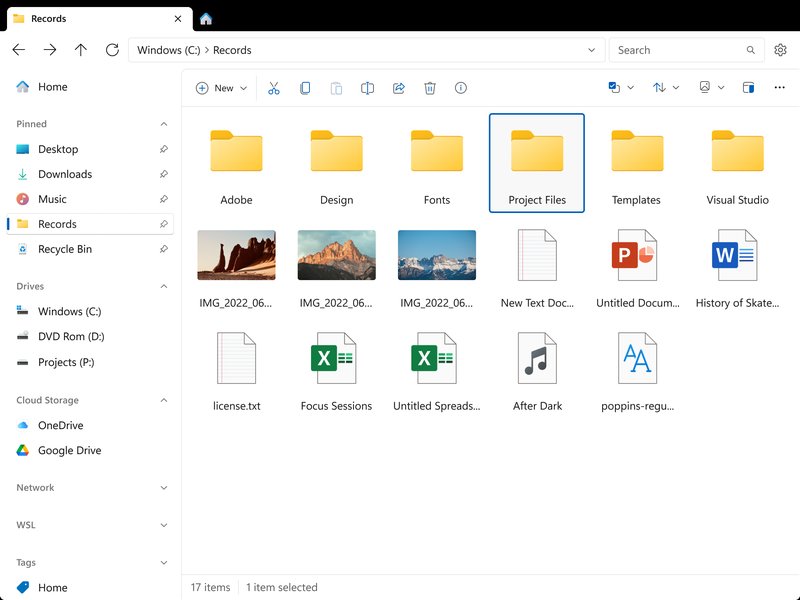 Records
Windows (C:) > Records
Search
Home
New
Pinned
Desktop
Downloads
Music
Records
Recycle Bin
Drives
Windows (C:)
DVD Rom (D:)
Projects (P:)
Cloud Storage
OneDrive
Google Drive
Network
WSL
Tags
Home
Adobe
Design
Fonts
Project Files
Templates
Visual Studio
IMG_2022_06...
IMG_2022_06...
IMG_2022_06...
New Text Doc...
P
Untitled Docum...
W
History of Skate...
license.txt
X
Focus Sessions
X
Untitled Spreads...
After Dark
AA
poppins-regu...
17 items
1 item selected